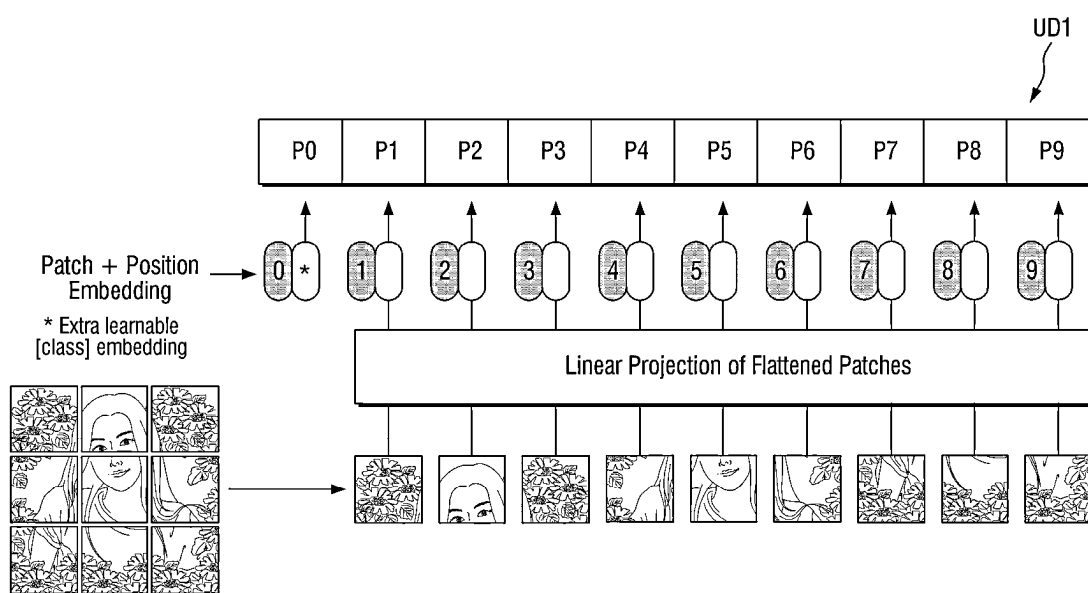 UD1
P0 P1 P2 P3 P4 P5 P6 P7 P8 P9
0 * 1 2 3 4 5 6 7 8 9
Patch + Position
Embedding
* Extra learnable
[class] embedding
Linear Projection of Flattened Patches